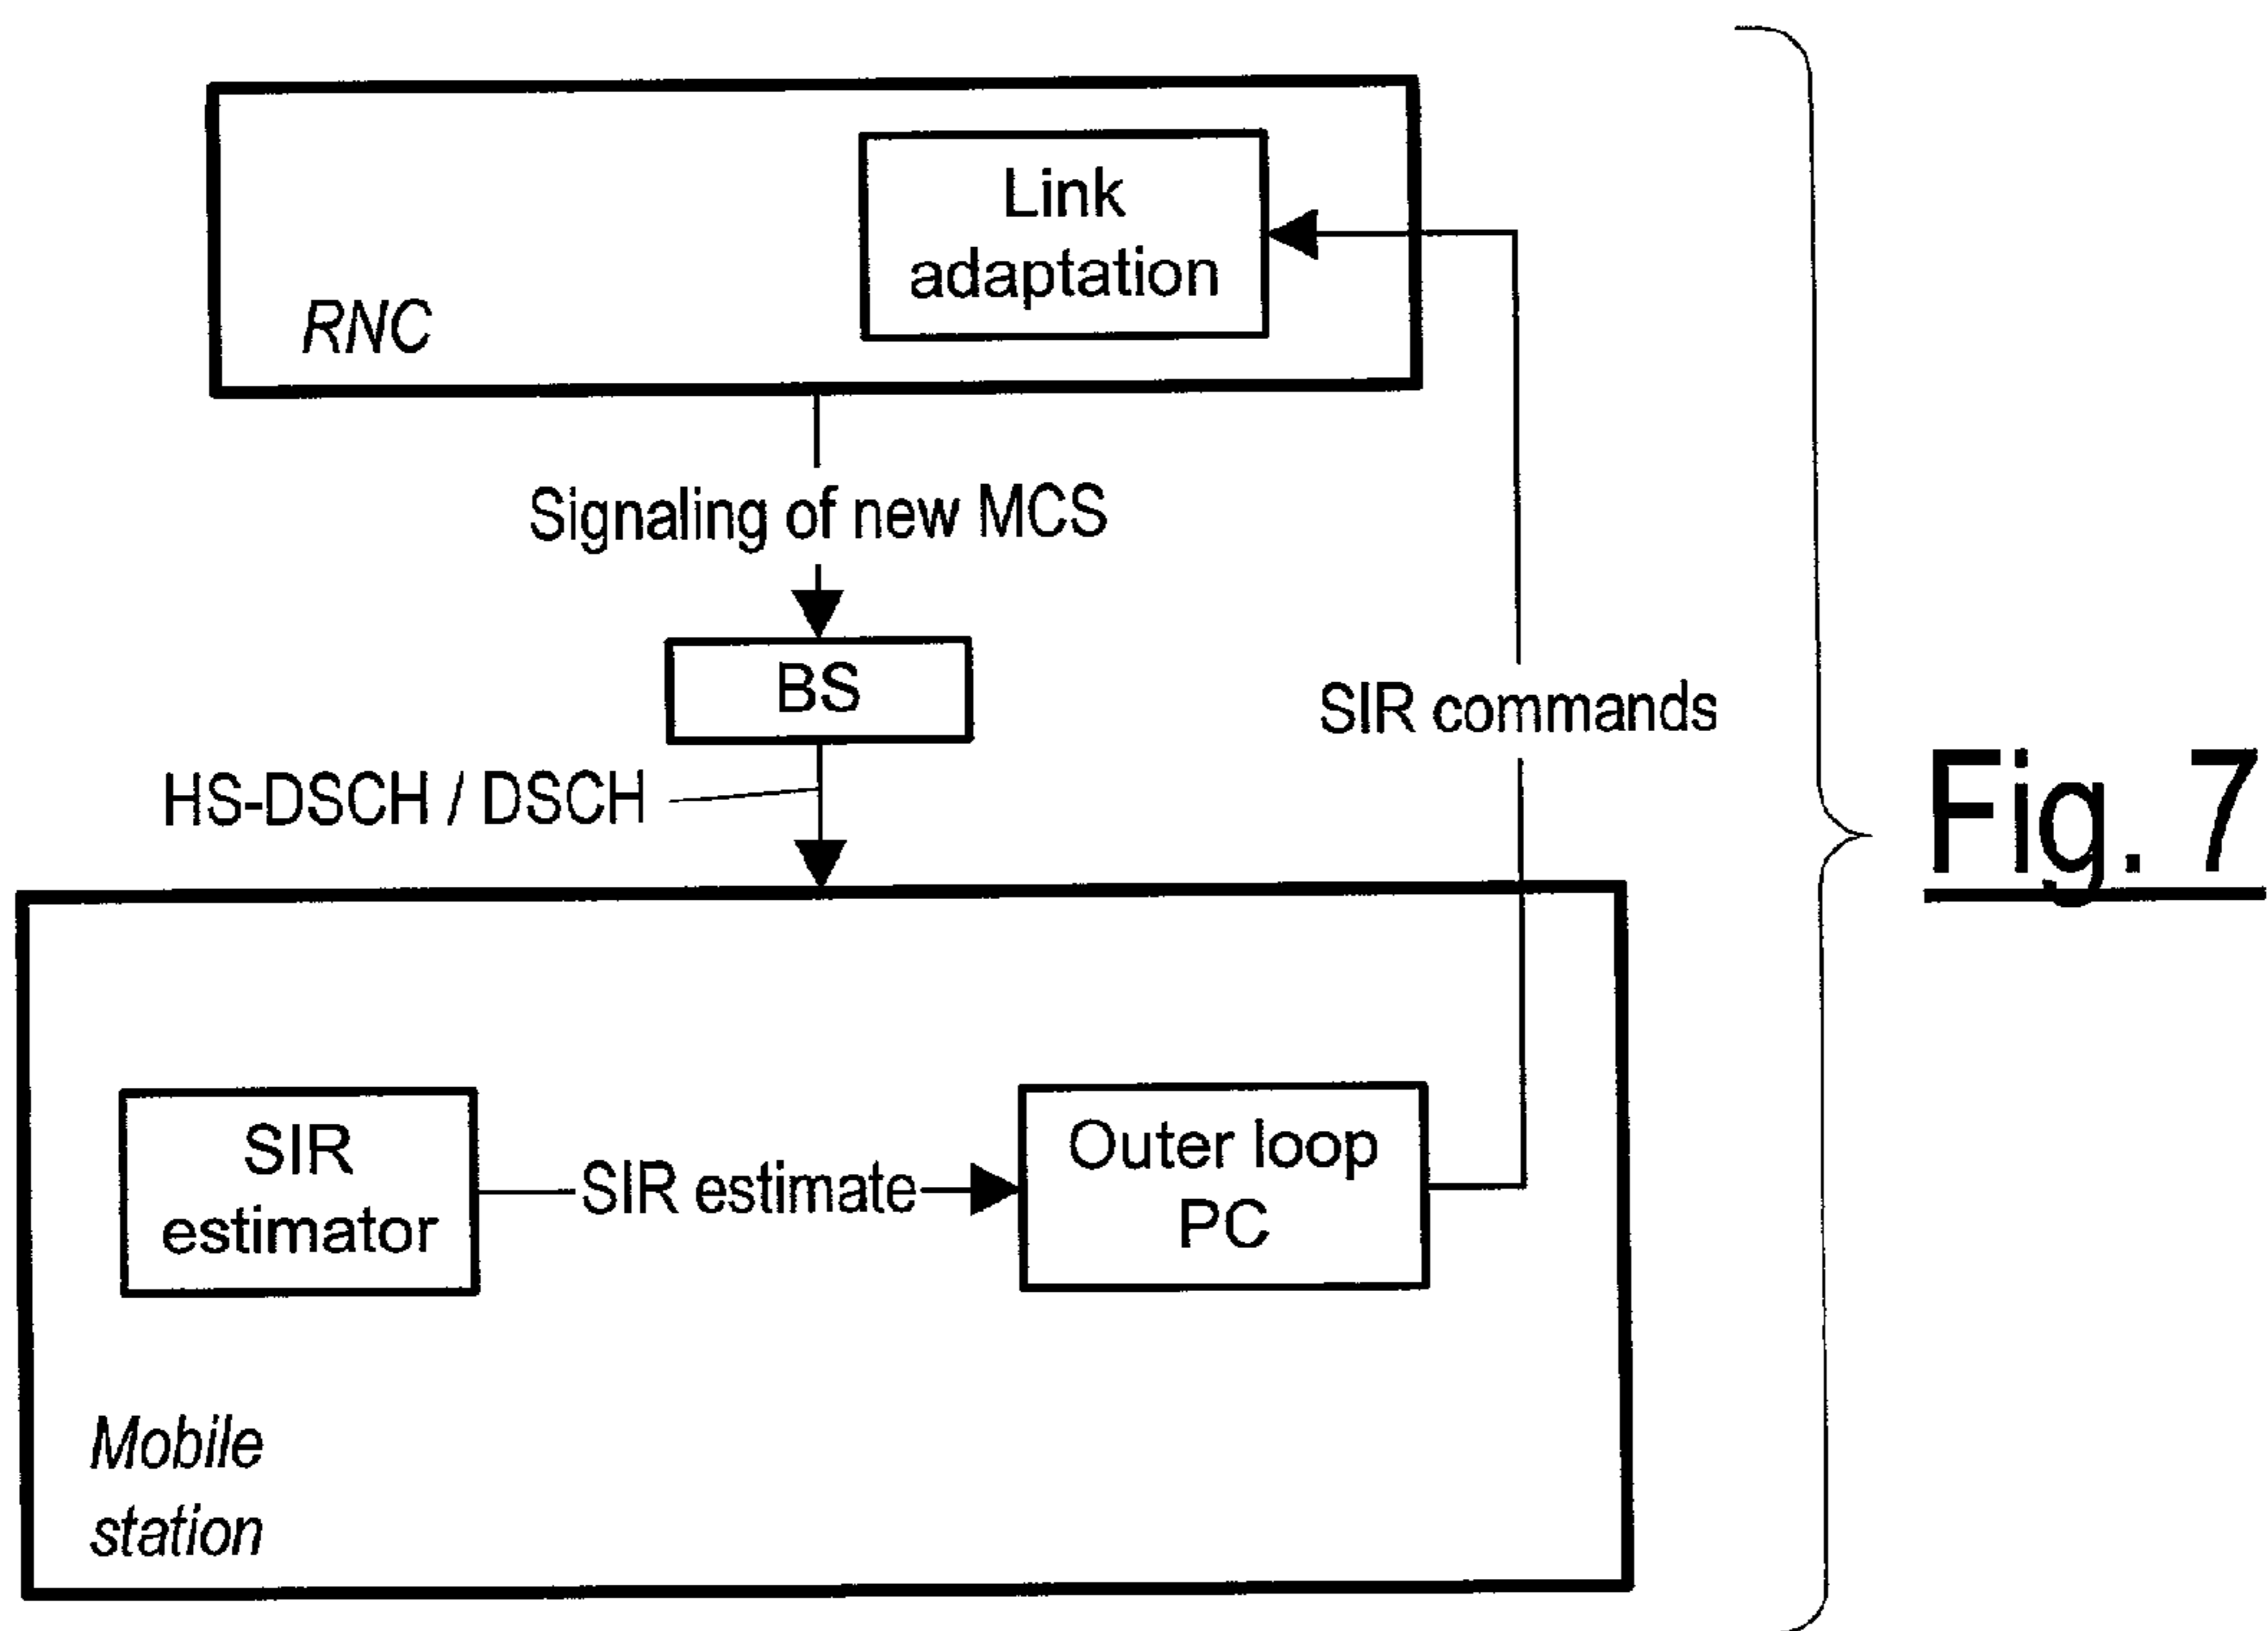 Link
adaptation
RNC
Signaling of new MCS
BS
SIR commands
HS-DSCH / DSCH
Fig. 7
SIR
estimator
SIR estimate
Outer loop
PC
Mobile
station